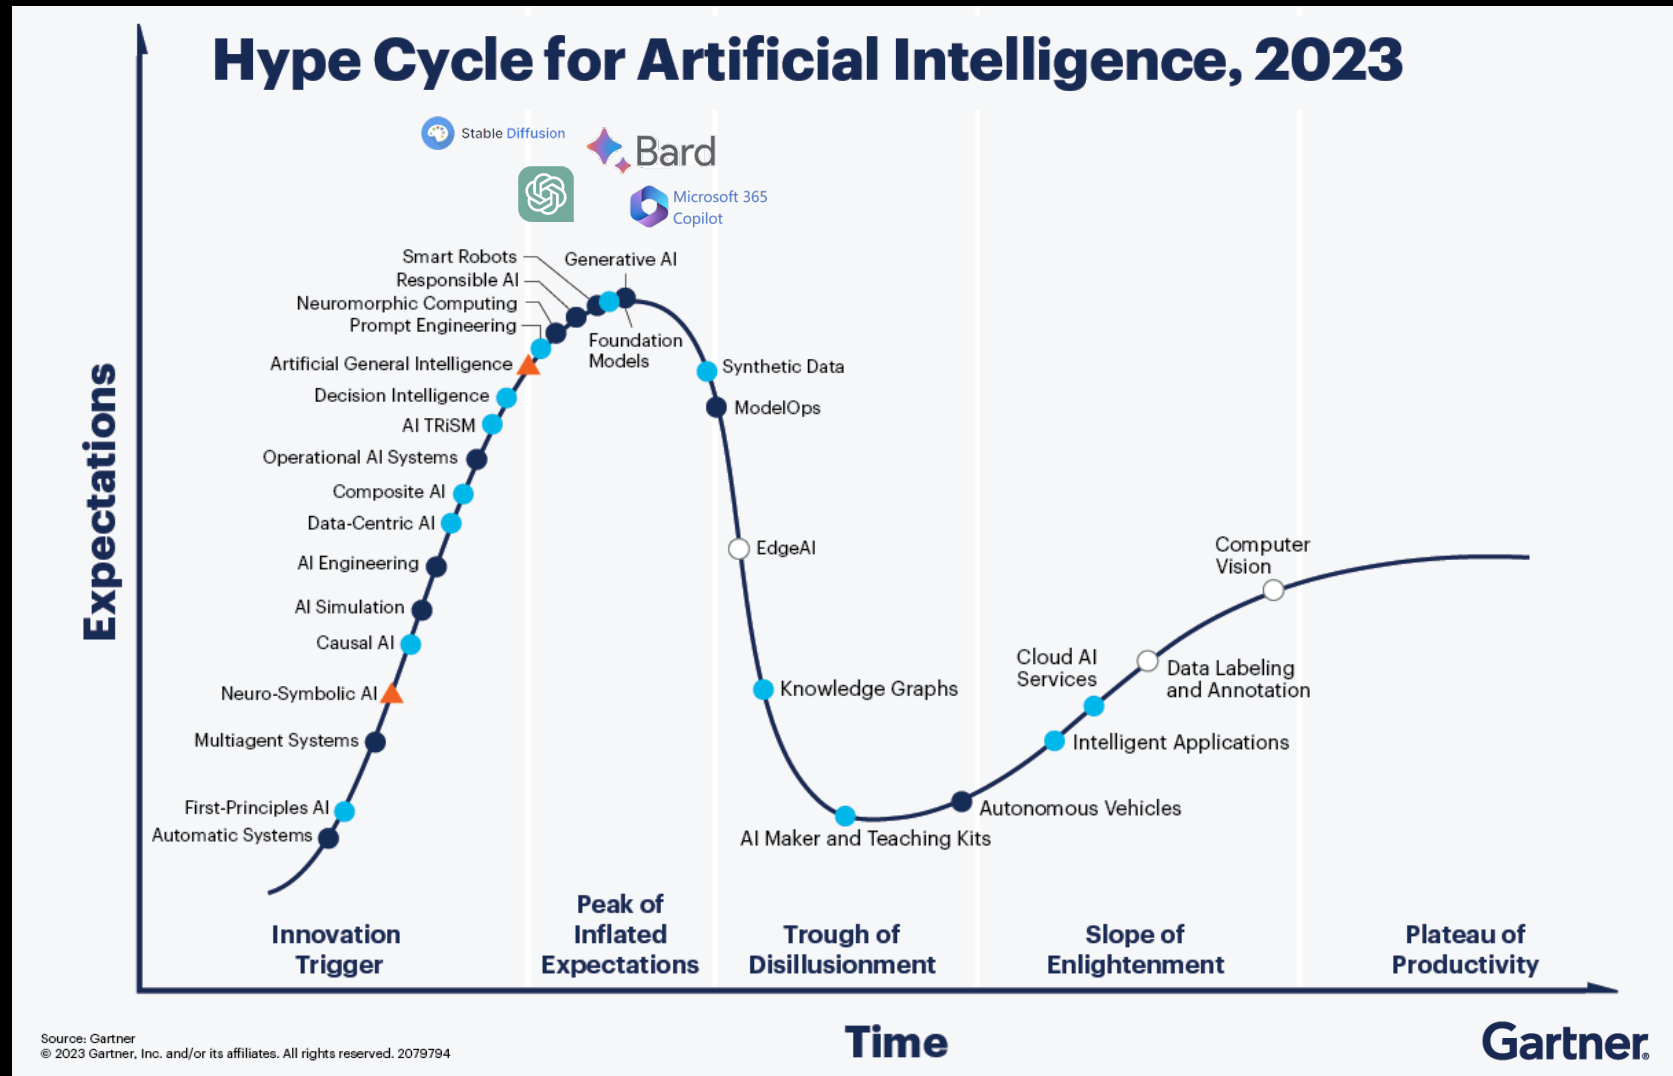 Hype Cycle for Artificial Intelligence, 2023
Stable Diffusion
Bard
Microsoft 365
Copilot
Smart Robots
Generative AI
Responsible AI
Neuromorphic Computing
Prompt Engineering
Foundation
Models
Artificial General Intelligence
Synthetic Data
Decision Intelligence
ModelOps
AI TRiSM
Operational AI Systems
Composite AI
Data-Centric AI
EdgeAI
AI Engineering
AI Simulation
Causal AI
Neuro-Symbolic AI
Multiagent Systems
First-Principles AI
Automatic Systems
Knowledge Graphs
AI Maker and Teaching Kits
Autonomous Vehicles
Intelligent Applications
Cloud AI
Services
Data Labeling
and Annotation
Computer
Vision
Expectations
Innovation
Trigger
Peak of
Inflated
Expectations
Trough of
Disillusionment
Slope of
Enlightenment
Plateau of
Productivity
Time
Source: Gartner
© 2023 Gartner, Inc. and/or its affiliates. All rights reserved. 2079794
Gartner®